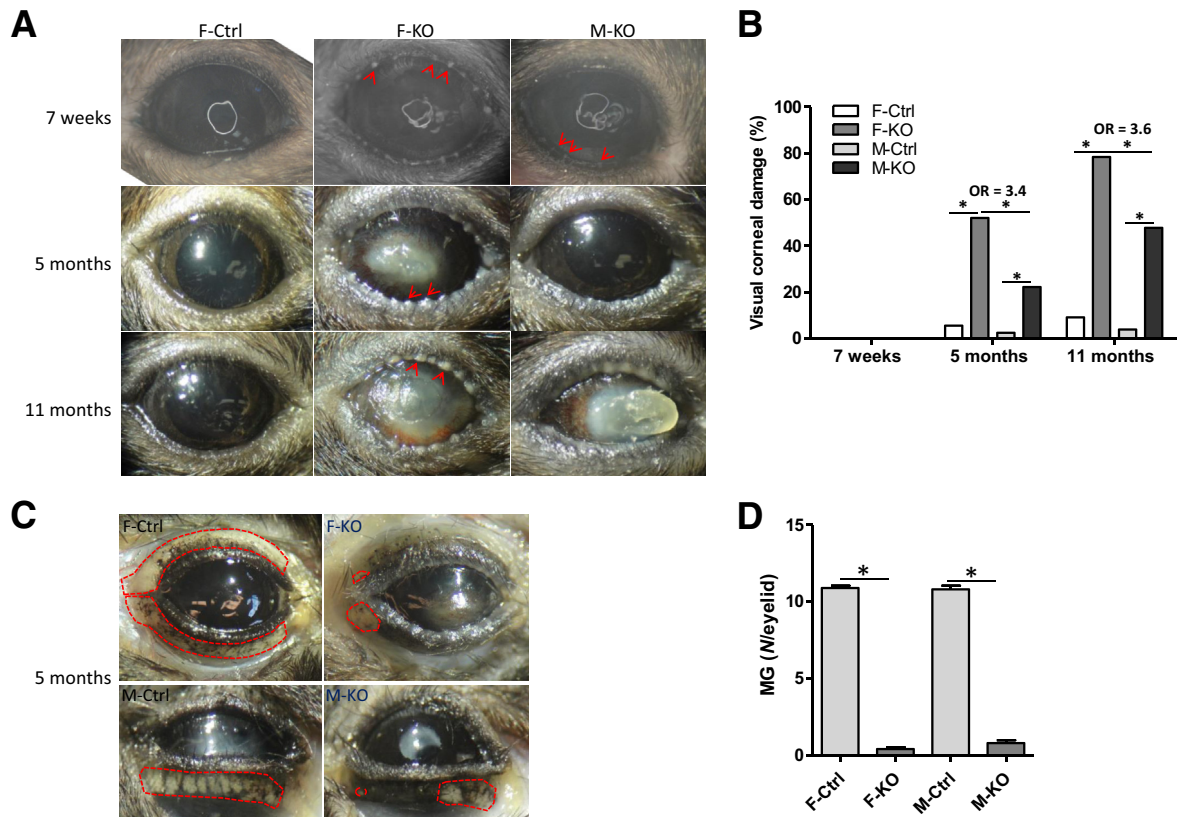 A
F-Ctrl F-KO M-KO
7 weeks
5 months
11 months
B
Visual corneal damage (%)
100
80
60
40
20
0
F-Ctrl
F-KO
M-Ctrl
M-KO
OR = 3.4
* *
*
OR = 3.6
* *
*
7 weeks 5 months 11 months
C
5 months
F-Ctrl F-KO
M-Ctrl M-KO
D
MG (N/eyelid)
15
10
5
0
* *
F-Ctrl F-KO M-Ctrl M-KO